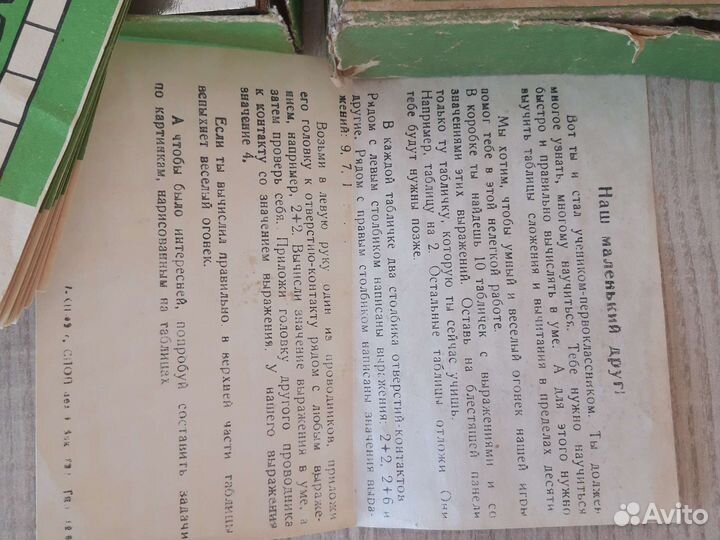 Наш маленький друг!
Вот ты и стал учеником-первоклассником. Ты должен
многое узнать, многому научиться. Тебе нужно научиться
быстро и правильно вычислять в уме. А для этого нужно
выучить таблицы сложения и вычитания в пределах десяти
Мы хотим, чтобы умный и веселый огонек нашей игры
помог тебе в этой нелегкой работе.
В коробке ты найдешь 10 табличек с выражениями и со
значениями этих выражений. Оставь на блестящей панели
только ту табличку, которую ты сейчас учишь.
Например, таблицу на 2. Остальные таблицы отложи Они
тебе будут нужны позже.
В каждой табличке два столбика отверстий-контактов
Рядом с левым столбиком написаны выражения: 2+2, 2+6 и
другие. Рядом с правым столбиком написаны значения выра-
жений: 9, 7, 1
Возьми в левую руку один из проводников, приложи
его головку к отверстию-контакту рядом с любым выраже-
нием, например, 2+2. Вычисли значение выражения в уме, а
затем проверь себя. Приложи головку другого проводника
к контакту со значением выражения. У нашего выражения
значение 4.
Если ты вычислил правильно в верхней части таблицы
вспыхнет веселый огонек.
А чтобы было интересней, попробуй составить задачи
по картинкам, нарисованным на таблицах
Avito